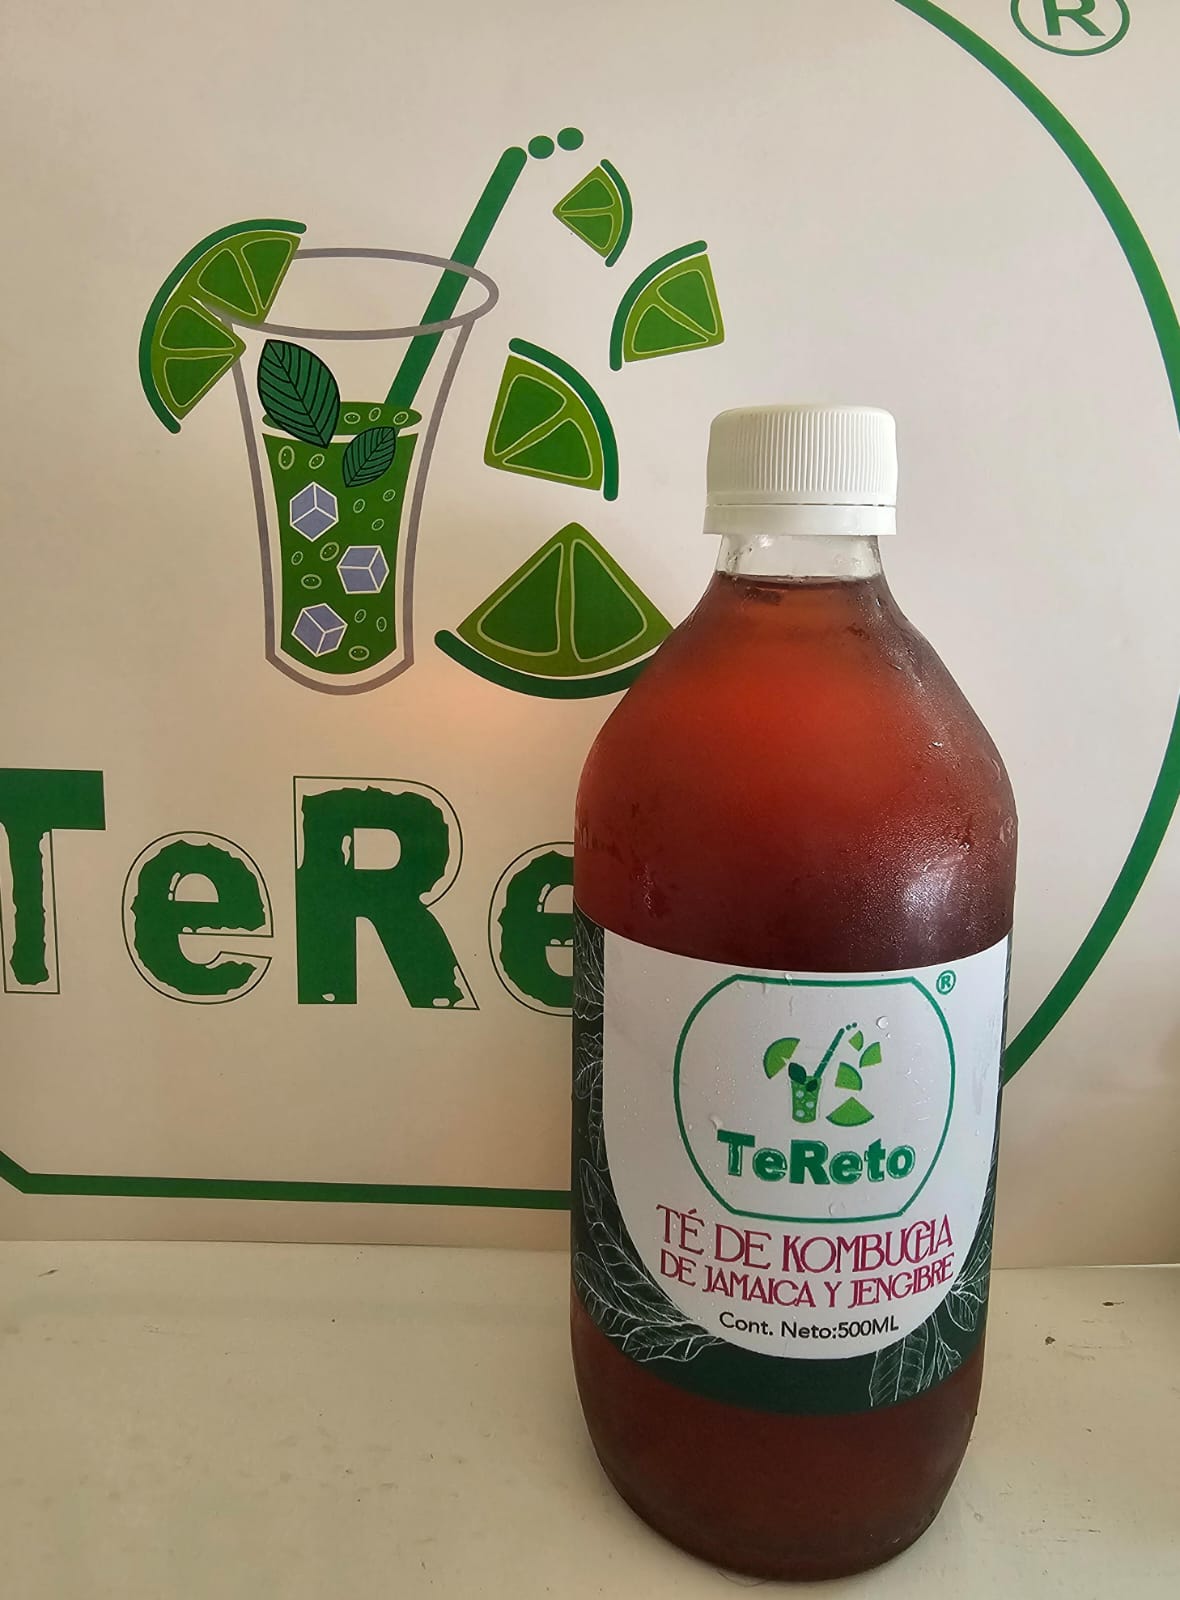 ®
TeRe
®
TeReto
TÉ DE KOMBUCHA
DE JAMAICA Y JENGIBRE
Cont. Neto:500ML